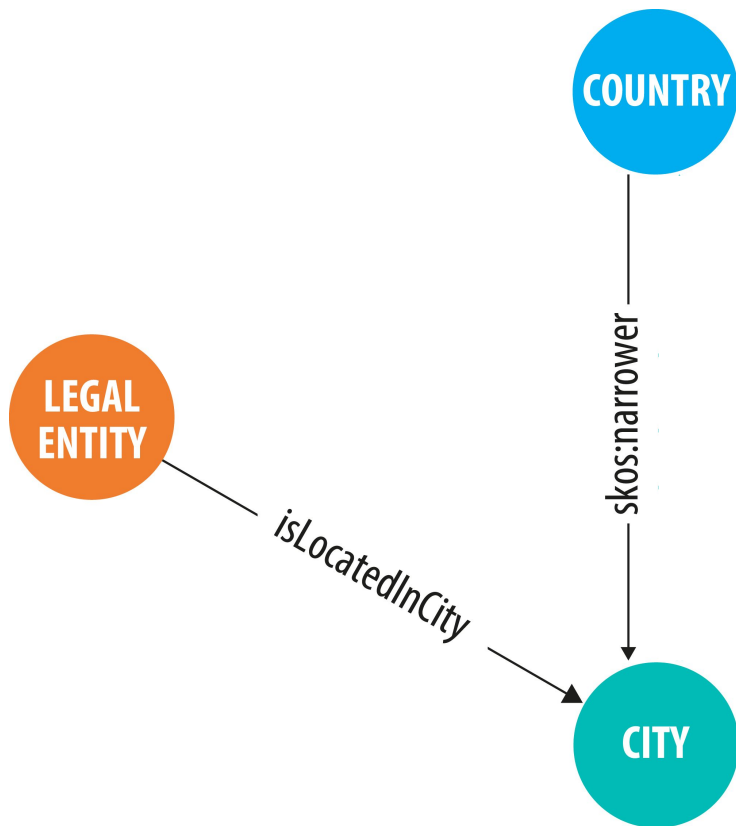 COUNTRY
skos:narrower
LEGAL
ENTITY
isLocatedInCity
CITY